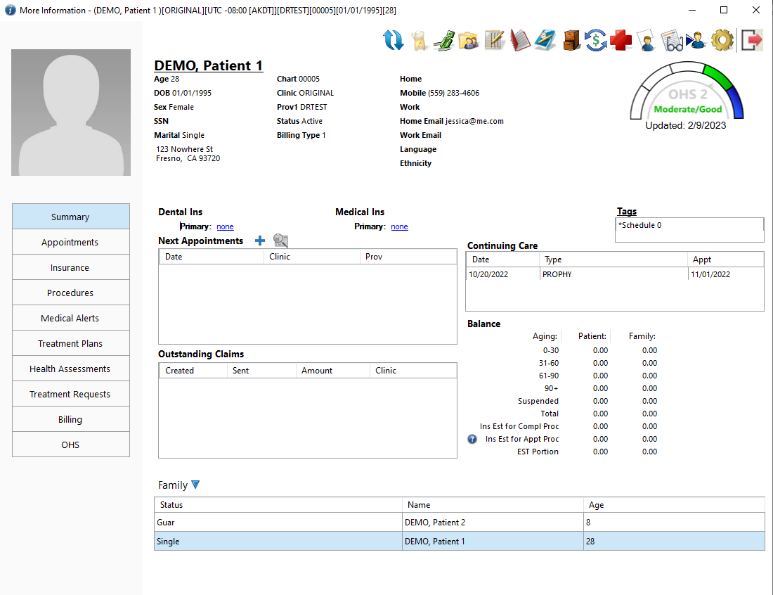 More Information - (DEMO, Patient 1 )[ORIGINAL][UTC -08:00 [AKDT]][DRTEST][00005][01/01/1995][28]
DEMO, Patient 1
Age 28 Chart 00005 Home
DOB 01/01/1995 Clinic ORIGINAL Mobile (559) 283-4606
Sex Female Prov1 DRTEST Work
SSN Status Active Home Email jessica@me.com
Marital Single Billing Type 1 Work Email
123 Nowhere St Language
Fresno, CA 93720 Ethnicity
OHS 2
Moderate/Good
Updated: 2/9/2023
Summary
Appointments
Insurance
Procedures
Medical Alerts
Treatment Plans
Health Assessments
Treatment Requests
Billing
OHS
Dental Ins Medical Ins
Primary: none Primary: none
Tags
*Schedule 0
Next Appointments
Date Clinic Prov
Continuing Care
Date Type Appt
10/20/2022 PROPHY 11/01/2022
Outstanding Claims
Created Sent Amount Clinic
Balance
Aging: Patient: Family:
0-30 0.00 0.00
31-60 0.00 0.00
61-90 0.00 0.00
90+ 0.00 0.00
Suspended 0.00 0.00
Total 0.00 0.00
Ins Est for Compl Proc 0.00 0.00
Ins Est for Appt Proc 0.00 0.00
EST Portion 0.00 0.00
Family
Status Name Age
Guar DEMO, Patient 2 8
Single DEMO, Patient 1 28